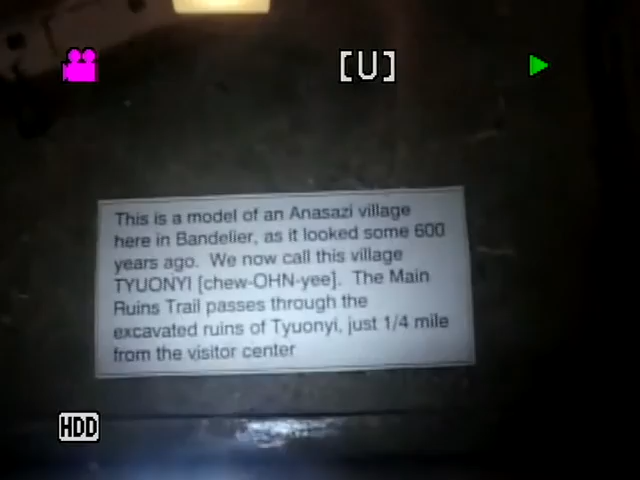 [U]
This is a model of an Anasazi village
here in Bandelier, as it looked some 600
years ago. We now call this village
TYUONYI [chew-OHN-yee]. The Main
Ruins Trail passes through the
excavated ruins of Tyuonyi, just 1/4 mile
from the visitor center
HDD